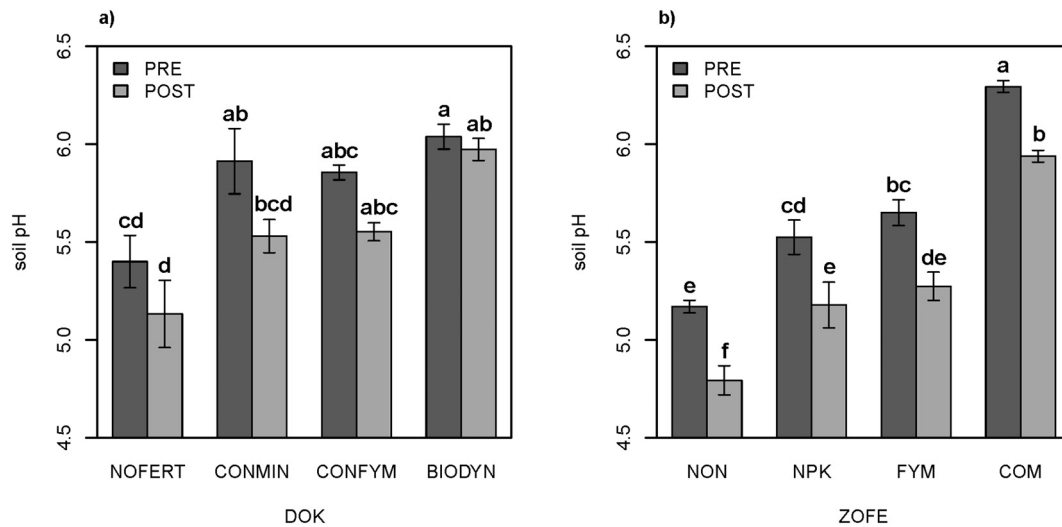 a)
6.5
6.0
5.5
5.0
4.5
soil pH
PRE
POST
cd
d
ab
bcd
abc
abc
a
ab
NOFERT CONMIN CONFYM BIODYN
DOK
b)
6.5
6.0
5.5
5.0
4.5
soil pH
PRE
POST
e
f
cd
e
bc
de
a
b
NON NPK FYM COM
ZOFE